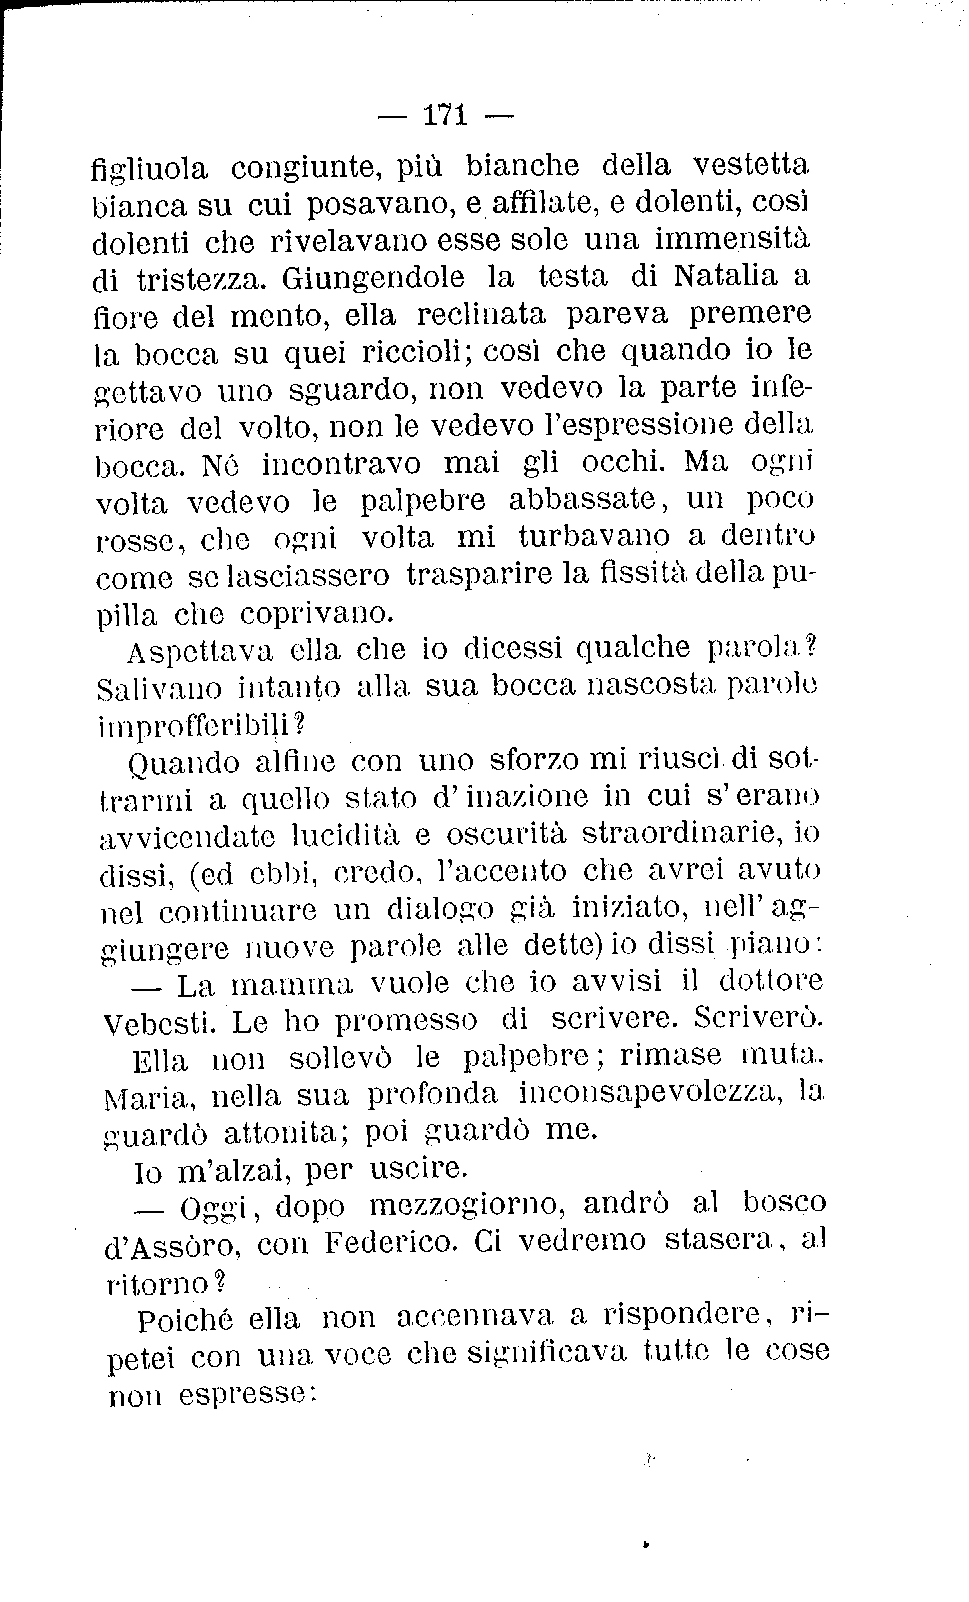 — 171 —
figliuola congiunte, più bianche della vestetta
bianca su cui posavano, e affilate, e dolenti, così
dolenti che rivelavano esse sole una immensità
di tristezza. Giungendole la testa di Natalia a
fiore del mento, ella reclinata pareva premere
la bocca su quei riccioli; così che quando io le
gettavo uno sguardo, non vedevo la parte infe-
riore del volto, non le vedevo l'espressione della
bocca. Né incontravo mai gli occhi. Ma ogni
volta vedevo le palpebre abbassate, un poco
rosse, che ogni volta mi turbavano a dentro
come se lasciassero trasparire la fissità della pu-
pilla che coprivano.
Aspettava ella che io dicessi qualche parola?
Salivano intanto alla sua bocca nascosta parole
improfferibili?
Quando alfine con uno sforzo mi riuscì di sot-
trarmi a quello stato d' inazione in cui s' erano
avvicendate lucidità e oscurità straordinarie, io
dissi, (ed ebbi, credo, l'accento che avrei avuto
nel continuare un dialogo già iniziato, nell' ag-
giungere nuove parole alle dette) io dissi piano:
— La mamma vuole che io avvisi il dottore
Vebesti. Le ho promesso di scrivere. Scriverò.
Ella non sollevò le palpebre; rimase muta.
Maria, nella sua profonda inconsapevolezza, la
guardò attonita; poi guardò me.
Io m'alzai, per uscire.
— Oggi, dopo mezzogiorno, andrò al bosco
d'Assòro, con Federico. Ci vedremo stasera, al
ritorno?
Poiché ella non accennava a rispondere, ri-
petei con una voce che significava tutte le cose
non espresse: